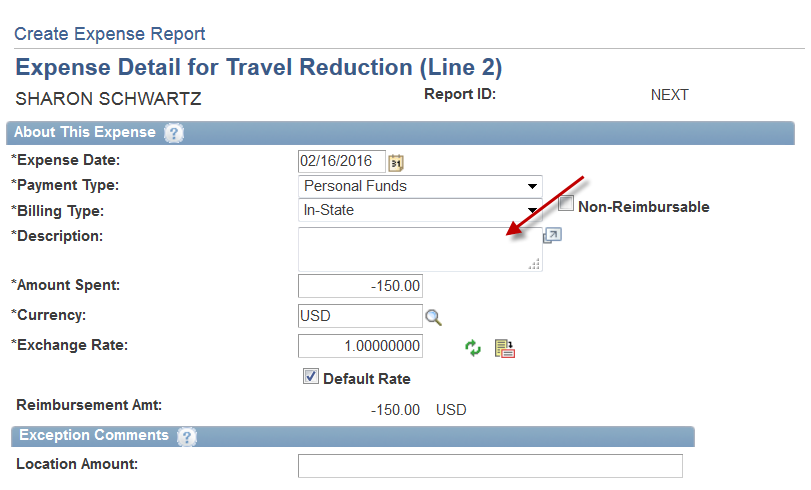 Create Expense Report
Expense Detail for Travel Reduction (Line 2)
SHARON SCHWARTZ Report ID: NEXT
About This Expense ?
*Expense Date: 02/16/2016 31
*Payment Type: Personal Funds
*Billing Type: In-State Non-Reimbursable
*Description:
*Amount Spent: -150.00
*Currency: USD
*Exchange Rate: 1.00000000
Default Rate
Reimbursement Amt: -150.00 USD
Exception Comments ?
Location Amount: